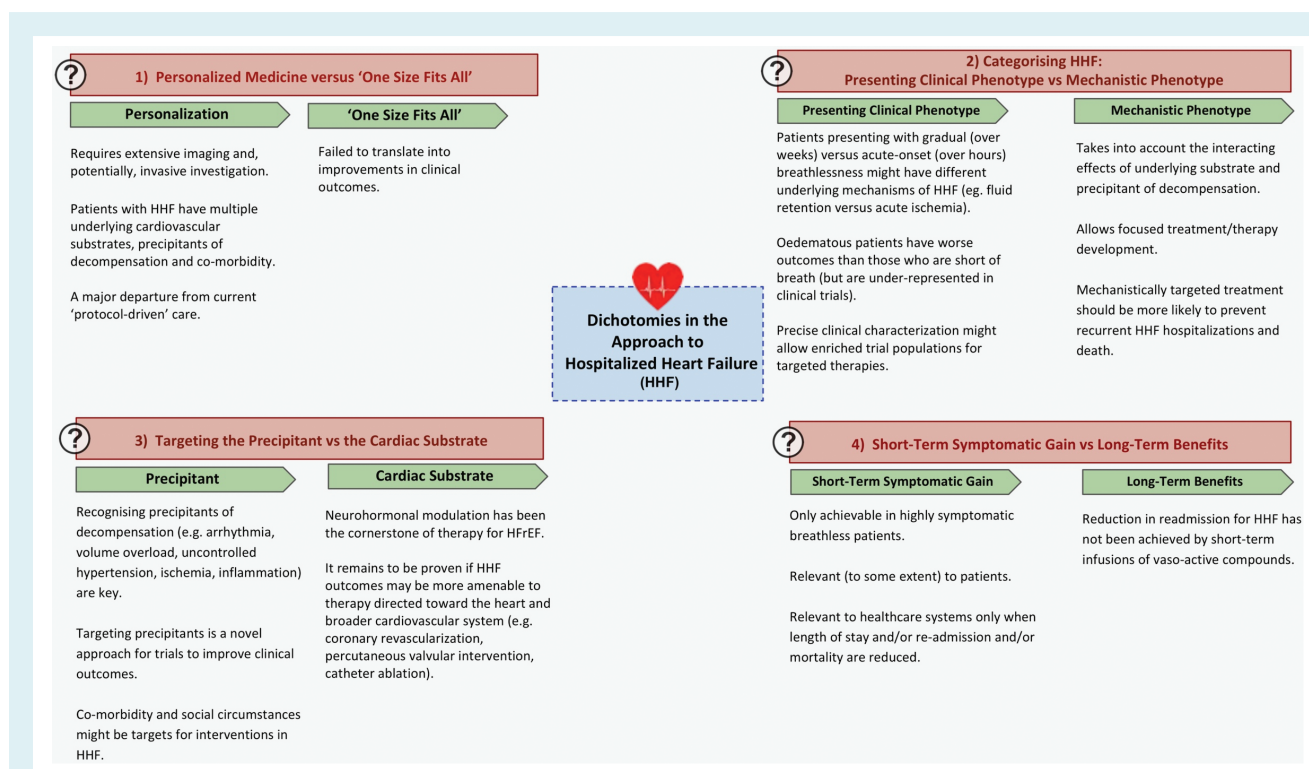 ?
1) Personalized Medicine versus 'One Size Fits All'
Personalization
Requires extensive imaging and,
potentially, invasive investigation.
Patients with HHF have multiple
underlying cardiovascular
substrates, precipitants of
decompensation and co-morbidity.
A major departure from current
'protocol-driven' care.
'One Size Fits All'
Failed to translate into
improvements in clinical
outcomes.
?
2) Categorising HHF:
Presenting Clinical Phenotype vs Mechanistic Phenotype
Presenting Clinical Phenotype
Patients presenting with gradual (over
weeks) versus acute-onset (over hours)
breathlessness might have different
underlying mechanisms of HHF (eg. fluid
retention versus acute ischemia).
Oedematous patients have worse
outcomes than those who are short of
breath (but are under-represented in
clinical trials).
Precise clinical characterization might
allow enriched trial populations for
targeted therapies.
Mechanistic Phenotype
Takes into account the interacting
effects of underlying substrate and
precipitant of decompensation.
Allows focused treatment/therapy
development.
Mechanistically targeted treatment
should be more likely to prevent
recurrent HHF hospitalizations and
death.
Dichotomies in the
Approach to
Hospitalized Heart Failure
(HHF)
?
3) Targeting the Precipitant vs the Cardiac Substrate
Precipitant
Recognising precipitants of
decompensation (e.g. arrhythmia,
volume overload, uncontrolled
hypertension, ischemia, inflammation)
are key.
Targeting precipitants is a novel
approach for trials to improve clinical
outcomes.
Co-morbidity and social circumstances
might be targets for interventions in
HHF.
Cardiac Substrate
Neurohormonal modulation has been
the cornerstone of therapy for HFrEF.
It remains to be proven if HHF
outcomes may be more amenable to
therapy directed toward the heart and
broader cardiovascular system (e.g.
coronary revascularization,
percutaneous valvular intervention,
catheter ablation).
?
4) Short-Term Symptomatic Gain vs Long-Term Benefits
Short-Term Symptomatic Gain
Only achievable in highly symptomatic
breathless patients.
Relevant (to some extent) to patients.
Relevant to healthcare systems only when
length of stay and/or re-admission and/or
mortality are reduced.
Long-Term Benefits
Reduction in readmission for HHF has
not been achieved by short-term
infusions of vaso-active compounds.